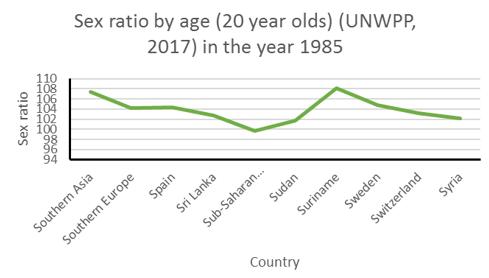 Sex ratio by age (20 year olds) (UNWPP,
2017) in the year 1985
110
108
106
104
102
100
98
96
94
Sex ratio
Southern Asia
Southern Europe
Spain
Sri Lanka
Sub-Saharan...
Sudan
Suriname
Sweden
Switzerland
Syria
Country